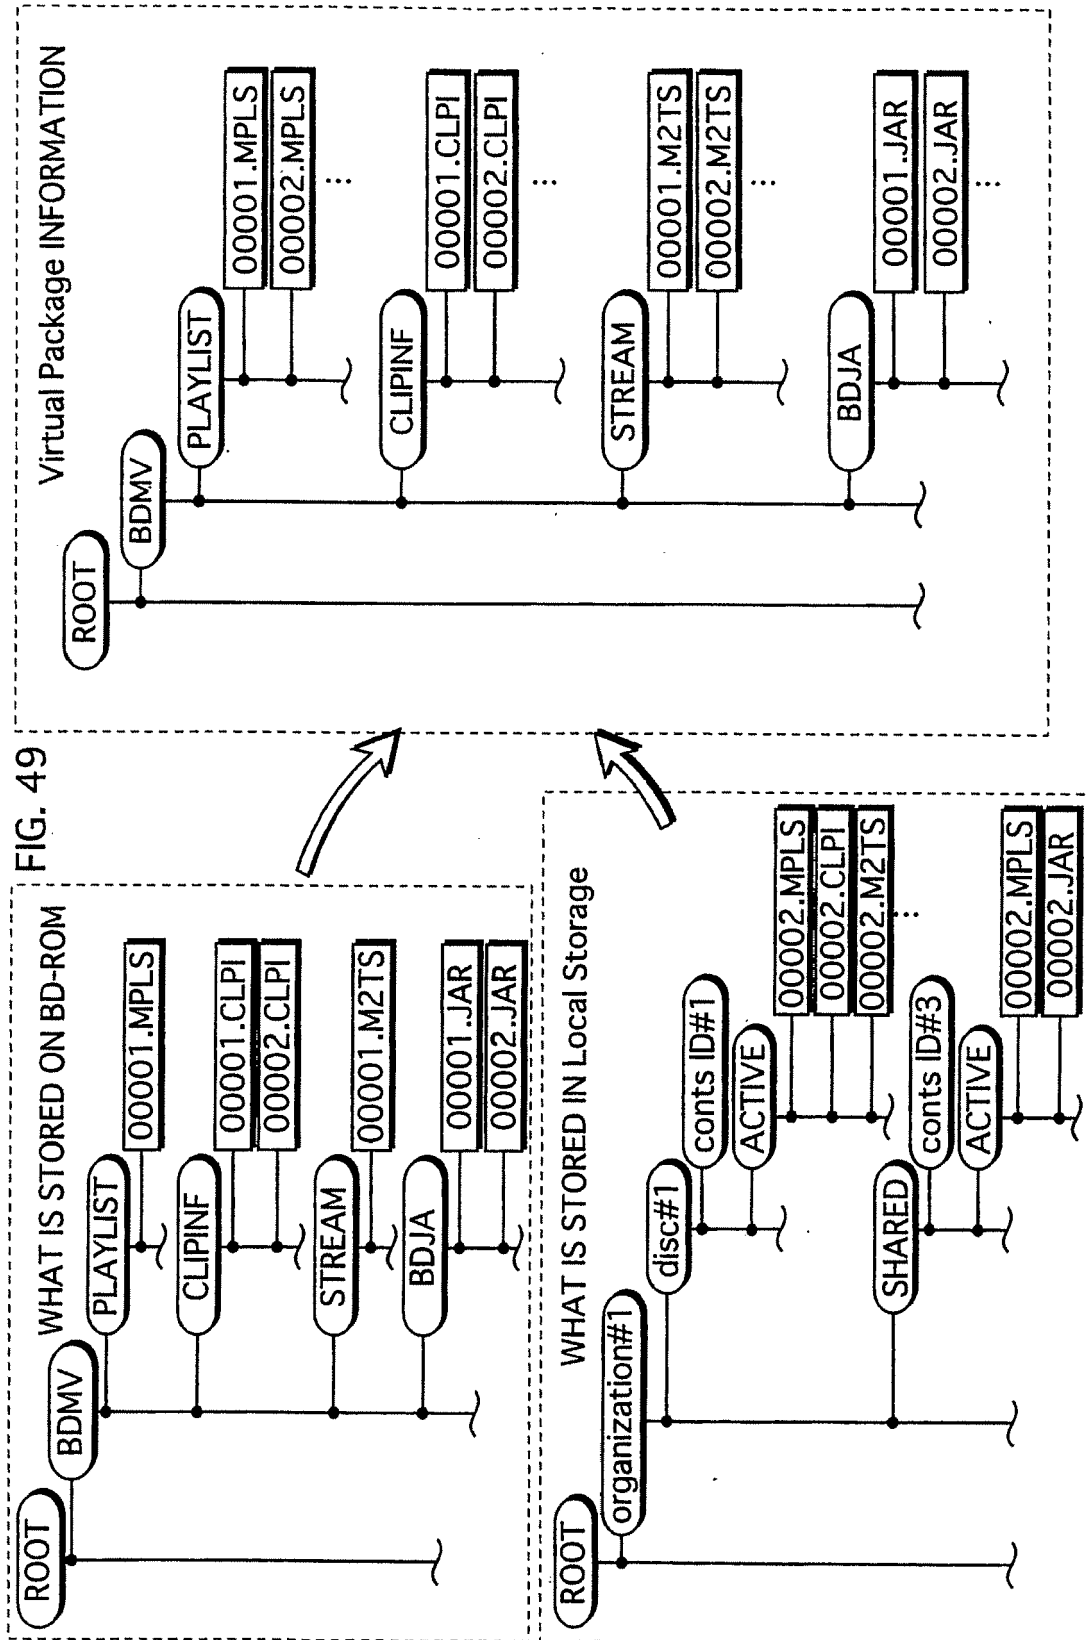 FIG. 49
WHAT IS STORED ON BD-ROM
ROOT
BDMV
PLAYLIST
00001.MPLS
CLIPINF
00001.CLPI
00002.CLPI
STREAM
00001.M2TS
BDJA
00001.JAR
00002.JAR
WHAT IS STORED IN Local Storage
ROOT
organization#1
disc#1
conts ID#1
ACTIVE
00002.MPLS
00002.CLPI
00002.M2TS
...
SHARED
conts ID#3
ACTIVE
00002.MPLS
00002.JAR
Virtual Package INFORMATION
ROOT
BDMV
PLAYLIST
00001.MPLS
00002.MPLS
...
CLIPINF
00001.CLPI
00002.CLPI
...
STREAM
00001.M2TS
00002.M2TS
...
BDJA
00001.JAR
00002.JAR
...